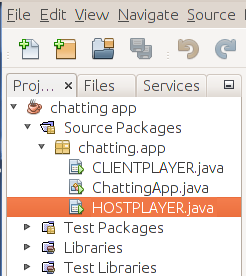 File Edit View Navigate Source
Proj... × Files Services
chatting app
Source Packages
chatting.app
CLIENTPLAYER.java
ChattingApp.java
HOSTPLAYER.java
Test Packages
Libraries
Test Libraries